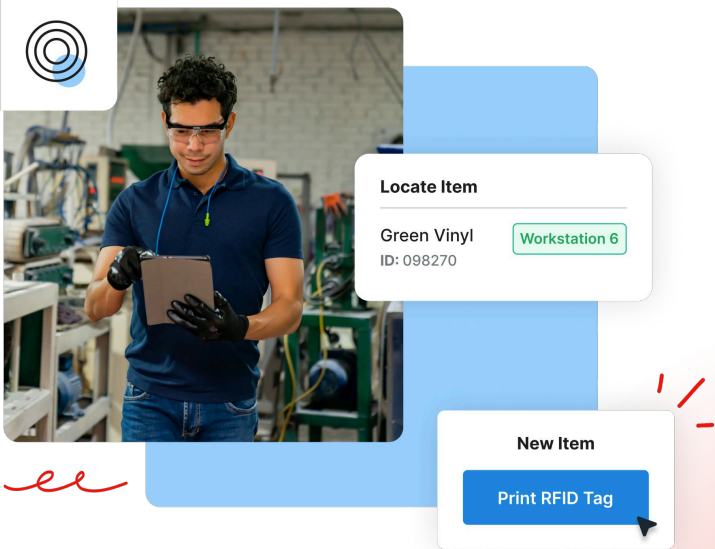 Locate Item
Green Vinyl
Workstation 6
ID: 098270
New Item
Print RFID Tag